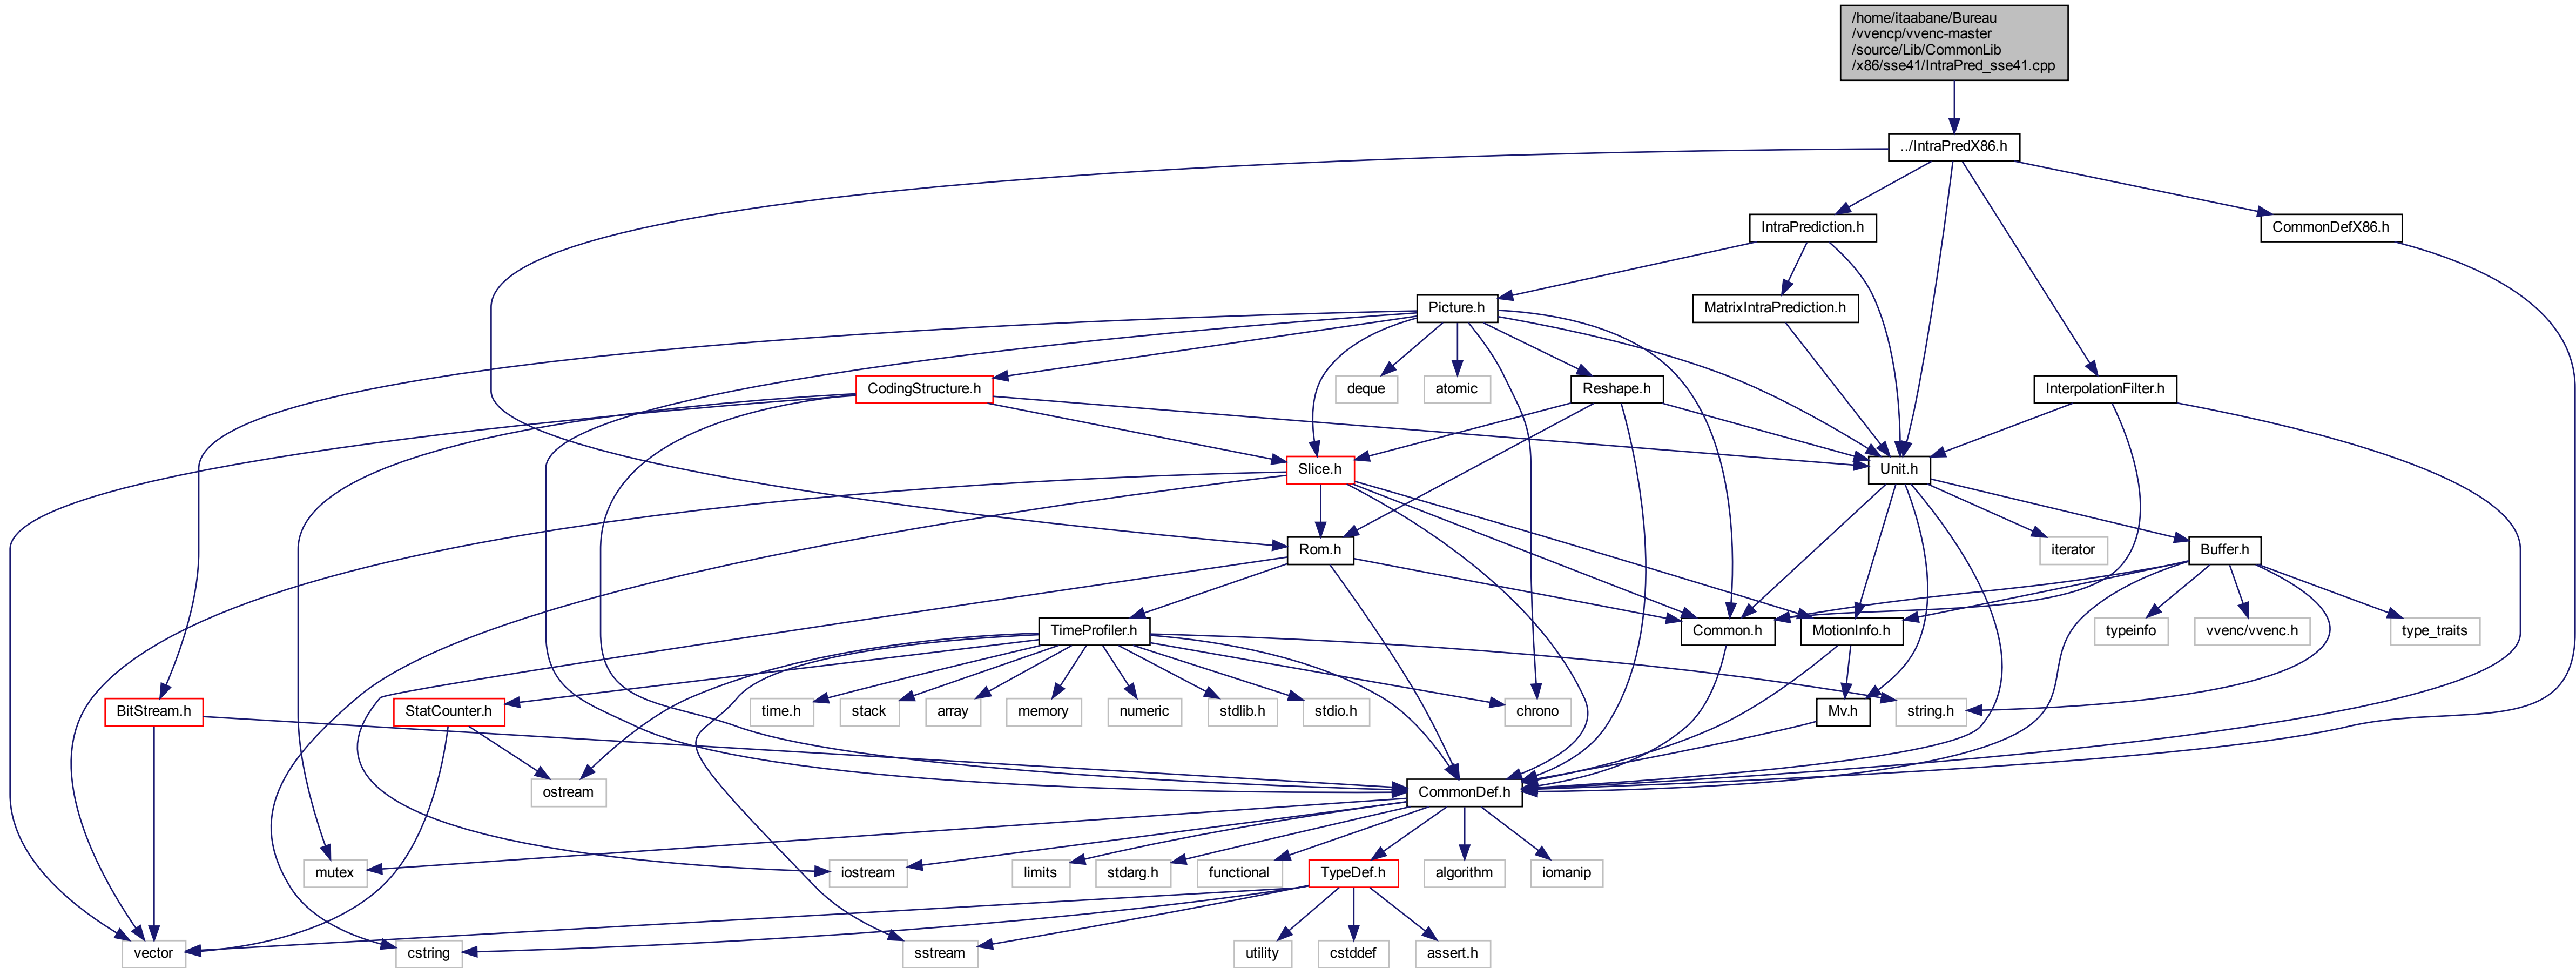 /home/itaabane/Bureau
/vvencp/vvenc-master
/source/Lib/CommonLib
/x86/sse41/IntraPred_sse41.cpp
../IntraPredX86.h
IntraPrediction.h
CommonDefX86.h
Picture.h
MatrixIntraPrediction.h
CodingStructure.h
deque
atomic
Reshape.h
InterpolationFilter.h
Slice.h
Unit.h
Rom.h
iterator
Buffer.h
TimeProfiler.h
Common.h
MotionInfo.h
typeinfo
vvenc/vvenc.h
type_traits
BitStream.h
StatCounter.h
time.h
stack
array
memory
numeric
stdlib.h
stdio.h
chrono
Mv.h
string.h
ostream
CommonDef.h
mutex
iostream
limits
stdarg.h
functional
TypeDef.h
algorithm
iomanip
vector
cstring
sstream
utility
cstddef
assert.h